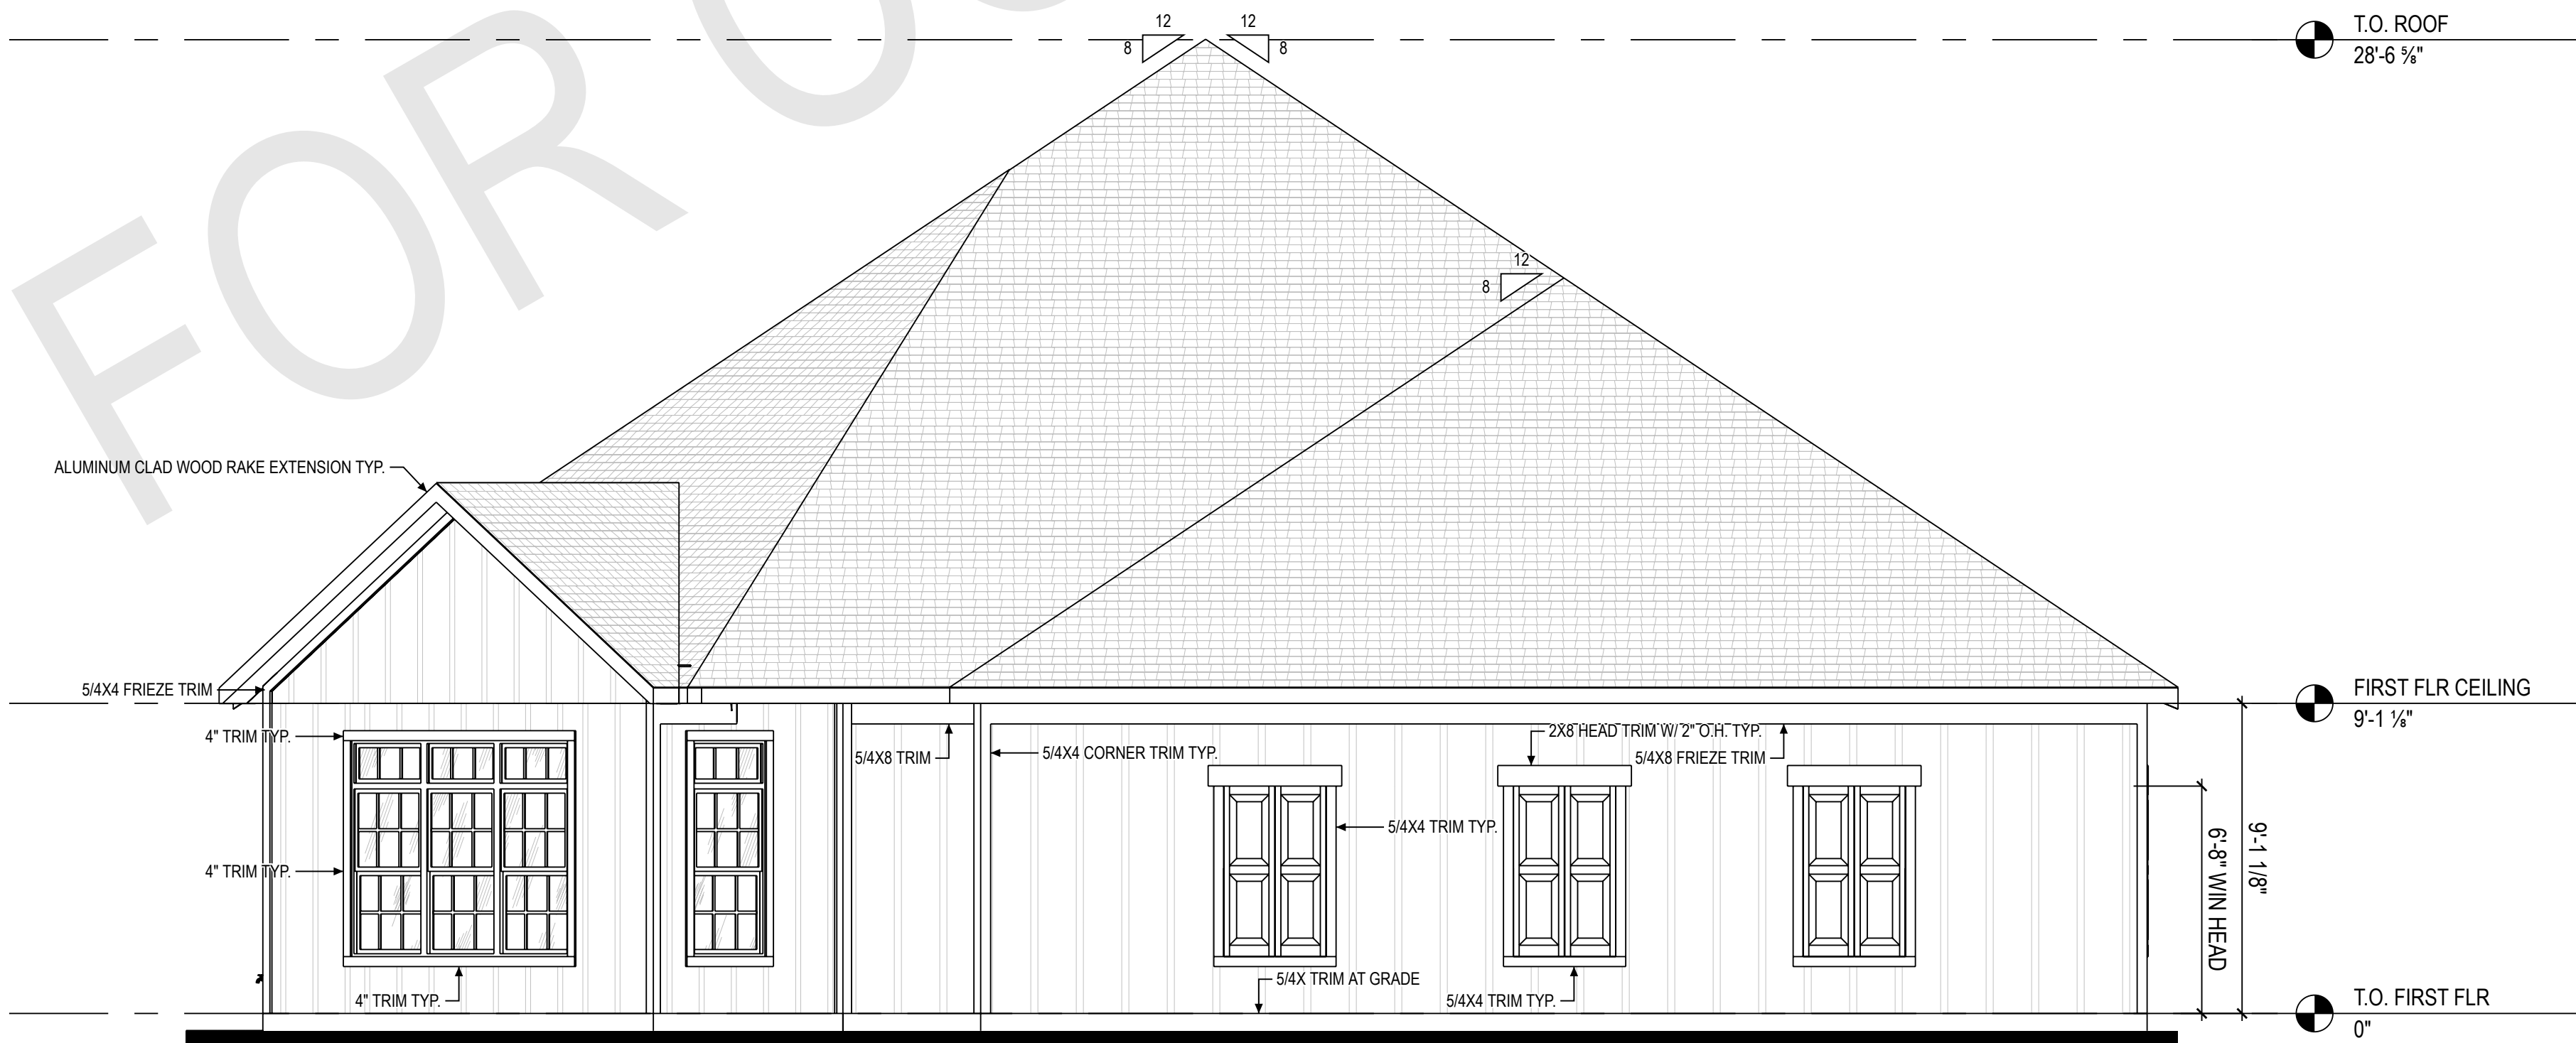 FOR CO
12
12
8
8
T.O. ROOF
28'-6 ⅝"
12
8
ALUMINUM CLAD WOOD RAKE EXTENSION TYP.
5/4X4 FRIEZE TRIM
FIRST FLR CEILING
9'-1 ⅛"
4" TRIM TYP.
2X8 HEAD TRIM W/ 2" O.H. TYP.
5/4X8 TRIM
5/4X4 CORNER TRIM TYP.
5/4X8 FRIEZE TRIM
5/4X4 TRIM TYP.
4" TRIM TYP.
6'-8" WIN HEAD
9'-1 1/8"
5/4X TRIM AT GRADE
4" TRIM TYP.
5/4X4 TRIM TYP.
T.O. FIRST FLR
0"